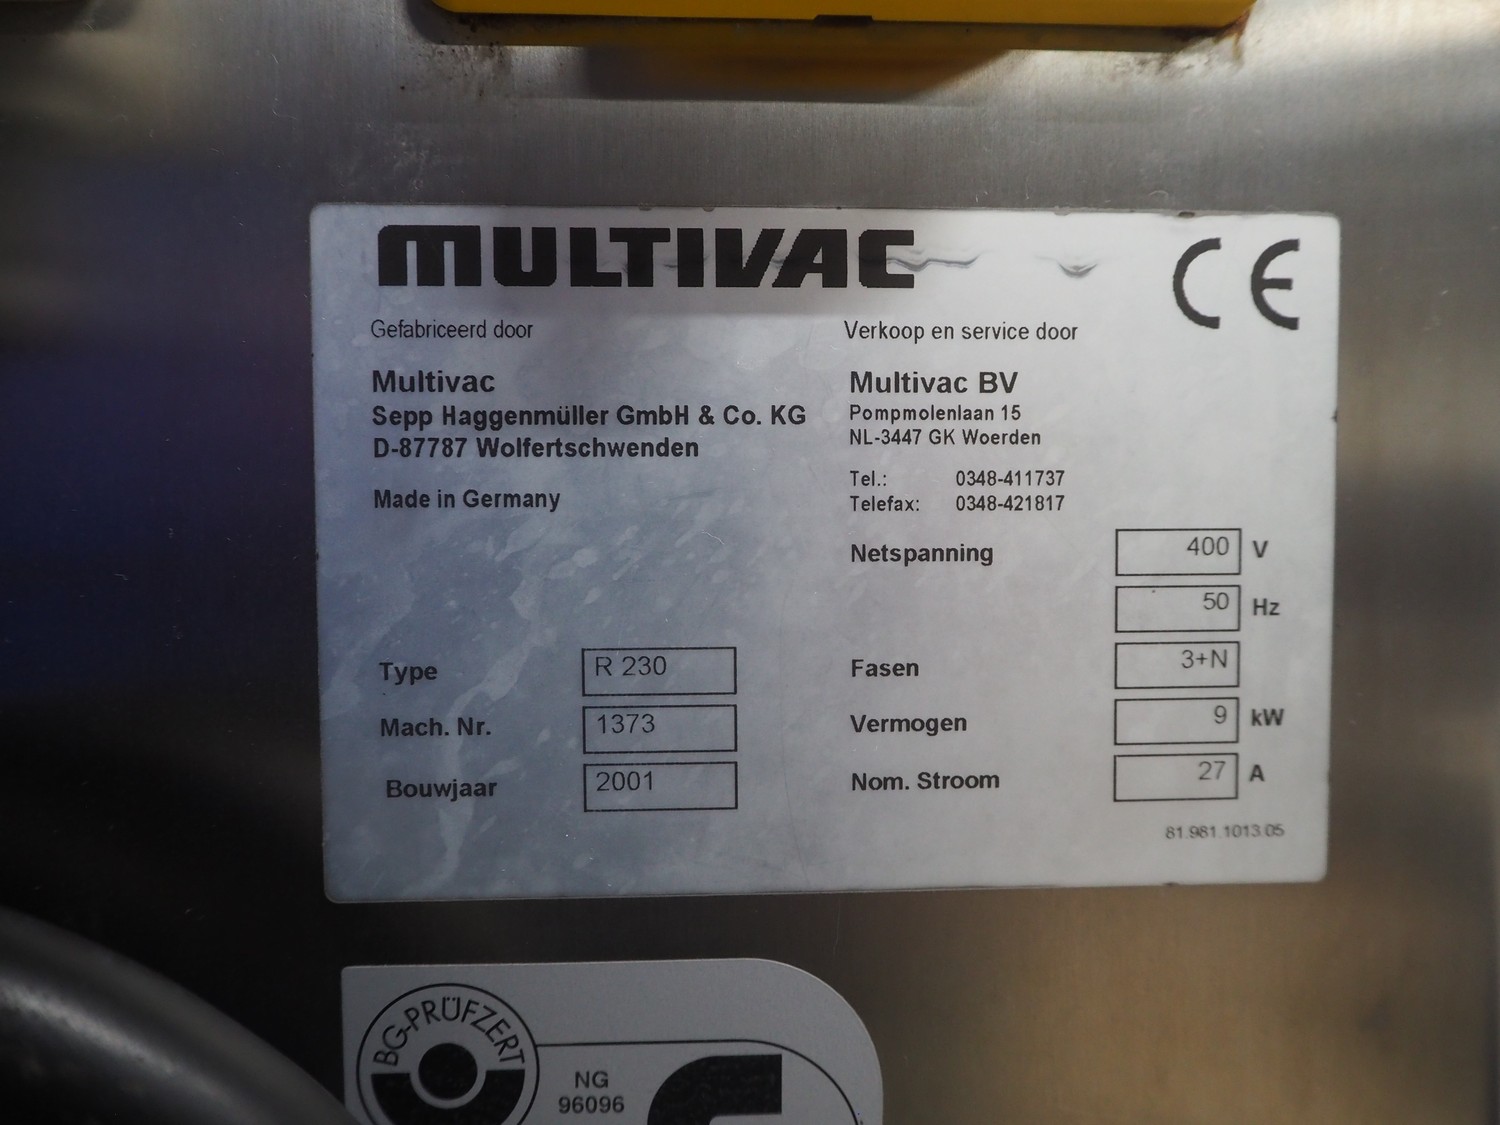 MULTIVAC
CE
Gefabriceerd door
Multivac
Sepp Haggenmüller GmbH & Co. KG
D-87787 Wolfertschwenden
Made in Germany
Verkoop en service door
Multivac BV
Pompmolenlaan 15
NL-3447 GK Woerden
Tel.: 0348-411737
Telefax: 0348-421817
Netspanning 400 V
50 Hz
Type R 230
Mach. Nr. 1373
Bouwjaar 2001
Fasen 3+N
Vermogen 9 kW
Nom. Stroom 27 A
81.981.1013.05
BG-PRÜFZERT
NG
96096